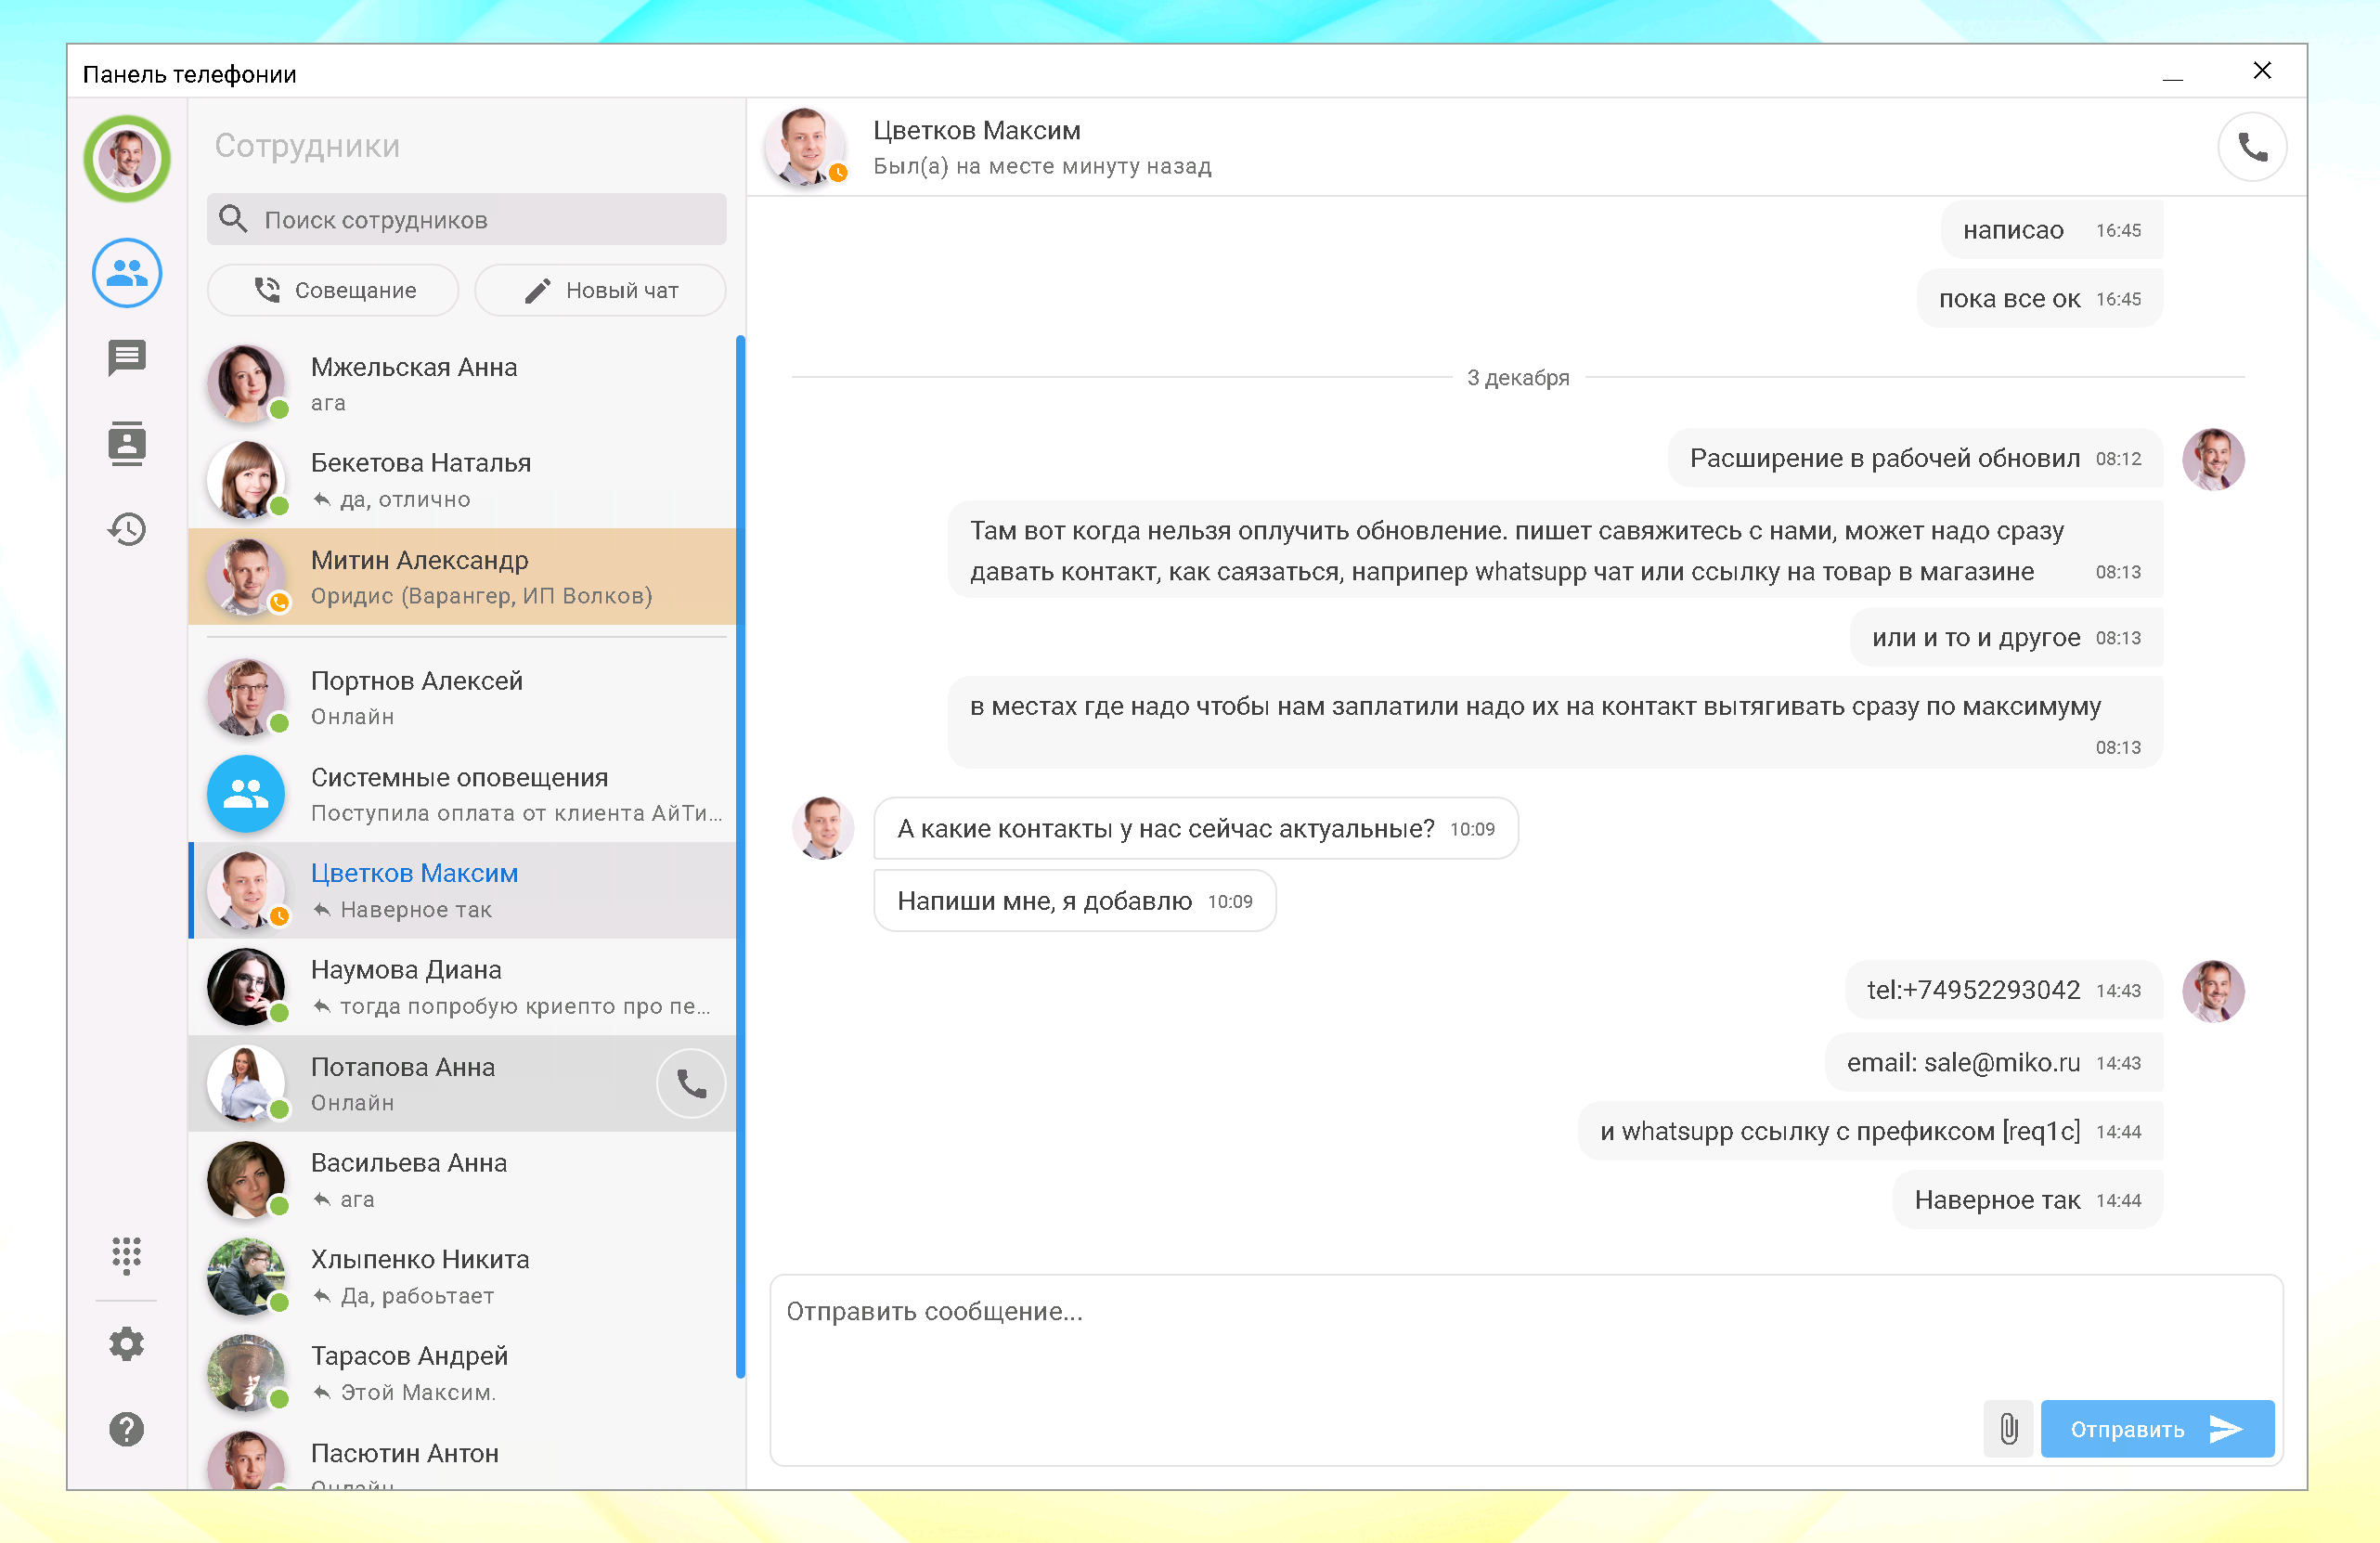 Панель телефонии
Сотрудники
Поиск сотрудников
Совещание
Новый чат
Мжельская Анна
ага
Бекетова Наталья
да, отлично
Митин Александр
Оридис (Варангер, ИП Волков)
Портнов Алексей
Онлайн
Системные оповещения
Поступила оплата от клиента АйТи...
Цветков Максим
Наверное так
Наумова Диана
тогда попробую криепто про пе...
Потапова Анна
Онлайн
Васильева Анна
ага
Хлыпенко Никита
Да, рабоьтает
Тарасов Андрей
Этой Максим.
Пасютин Антон
Онлайн
Цветков Максим
Был(а) на месте минуту назад
написао 16:45
пока все ок 16:45
3 декабря
Расширение в рабочей обновил 08:12
Там вот когда нельзя оплучить обновление. пишет савяжитесь с нами, может надо сразу
давать контакт, как саязаться, наприпер whatsupp чат или ссылку на товар в магазине 08:13
или и то и другое 08:13
в местах где надо чтобы нам заплатили надо их на контакт вытягивать сразу по максимуму
08:13
А какие контакты у нас сейчас актуальные? 10:09
Напиши мне, я добавлю 10:09
tel:+74952293042 14:43
email: sale@miko.ru 14:43
и whatsupp ссылку с префиксом [req1c] 14:44
Наверное так 14:44
Отправить сообщение...
Отправить